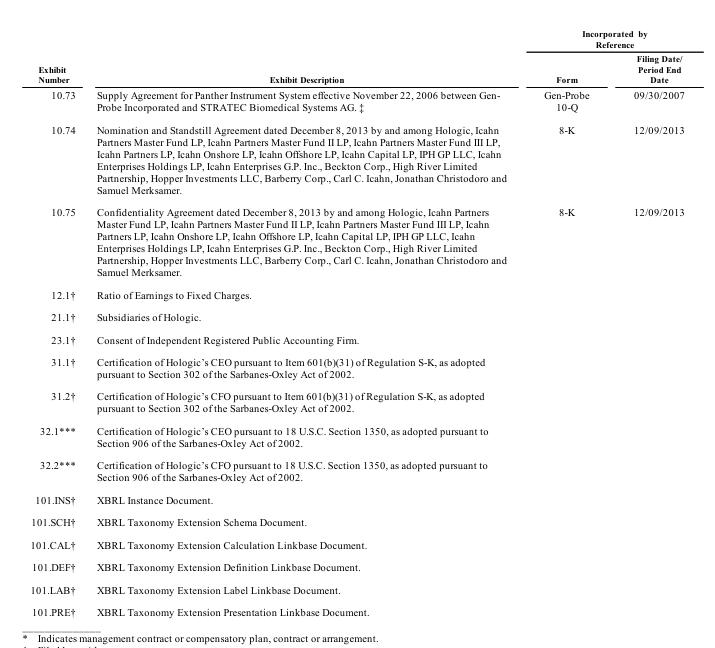 Incorporated by
Reference
Exhibit
Number
Exhibit Description
Form
Filing Date/
Period End
Date
10.73 Supply Agreement for Panther Instrument System effective November 22, 2006 between Gen-
Probe Incorporated and STRATEC Biomedical Systems AG. ‡
Gen-Probe
10-Q
09/30/2007
10.74 Nomination and Standstill Agreement dated December 8, 2013 by and among Hologic, Icahn
Partners Master Fund LP, Icahn Partners Master Fund II LP, Icahn Partners Master Fund III LP,
Icahn Partners LP, Icahn Onshore LP, Icahn Offshore LP, Icahn Capital LP, IPH GP LLC, Icahn
Enterprises Holdings LP, Icahn Enterprises G.P. Inc., Beckton Corp., High River Limited
Partnership, Hopper Investments LLC, Barberry Corp., Carl C. Icahn, Jonathan Christodoro and
Samuel Merksamer.
8-K
12/09/2013
10.75 Confidentiality Agreement dated December 8, 2013 by and among Hologic, Icahn Partners
Master Fund LP, Icahn Partners Master Fund II LP, Icahn Partners Master Fund III LP, Icahn
Partners LP, Icahn Onshore LP, Icahn Offshore LP, Icahn Capital LP, IPH GP LLC, Icahn
Enterprises Holdings LP, Icahn Enterprises G.P. Inc., Beckton Corp., High River Limited
Partnership, Hopper Investments LLC, Barberry Corp., Carl C. Icahn, Jonathan Christodoro and
Samuel Merksamer.
8-K
12/09/2013
12.1† Ratio of Earnings to Fixed Charges.
21.1† Subsidiaries of Hologic.
23.1† Consent of Independent Registered Public Accounting Firm.
31.1† Certification of Hologic's CEO pursuant to Item 601(b)(31) of Regulation S-K, as adopted
pursuant to Section 302 of the Sarbanes-Oxley Act of 2002.
31.2† Certification of Hologic's CFO pursuant to Item 601(b)(31) of Regulation S-K, as adopted
pursuant to Section 302 of the Sarbanes-Oxley Act of 2002.
32.1*** Certification of Hologic's CEO pursuant to 18 U.S.C. Section 1350, as adopted pursuant to
Section 906 of the Sarbanes-Oxley Act of 2002.
32.2*** Certification of Hologic's CFO pursuant to 18 U.S.C. Section 1350, as adopted pursuant to
Section 906 of the Sarbanes-Oxley Act of 2002.
101.INS† XBRL Instance Document.
101.SCH† XBRL Taxonomy Extension Schema Document.
101.CAL† XBRL Taxonomy Extension Calculation Linkbase Document.
101.DEF† XBRL Taxonomy Extension Definition Linkbase Document.
101.LAB† XBRL Taxonomy Extension Label Linkbase Document.
101.PRE† XBRL Taxonomy Extension Presentation Linkbase Document.
* Indicates management contract or compensatory plan, contract or arrangement.